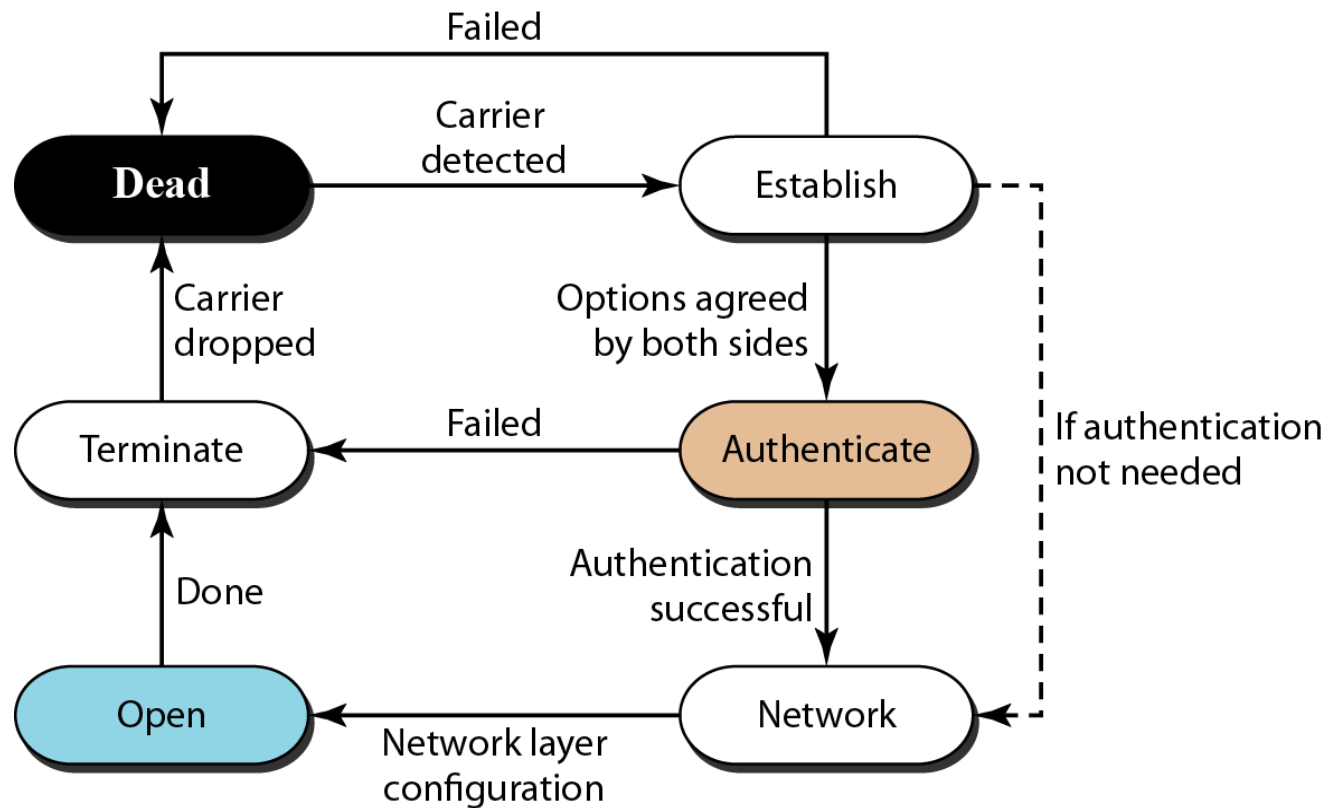 Failed
Dead
Carrier
detected
Establish
Carrier
dropped
Options agreed
by both sides
Terminate
Failed
Authenticate
If authentication
not needed
Done
Authentication
successful
Open
Network layer
configuration
Network